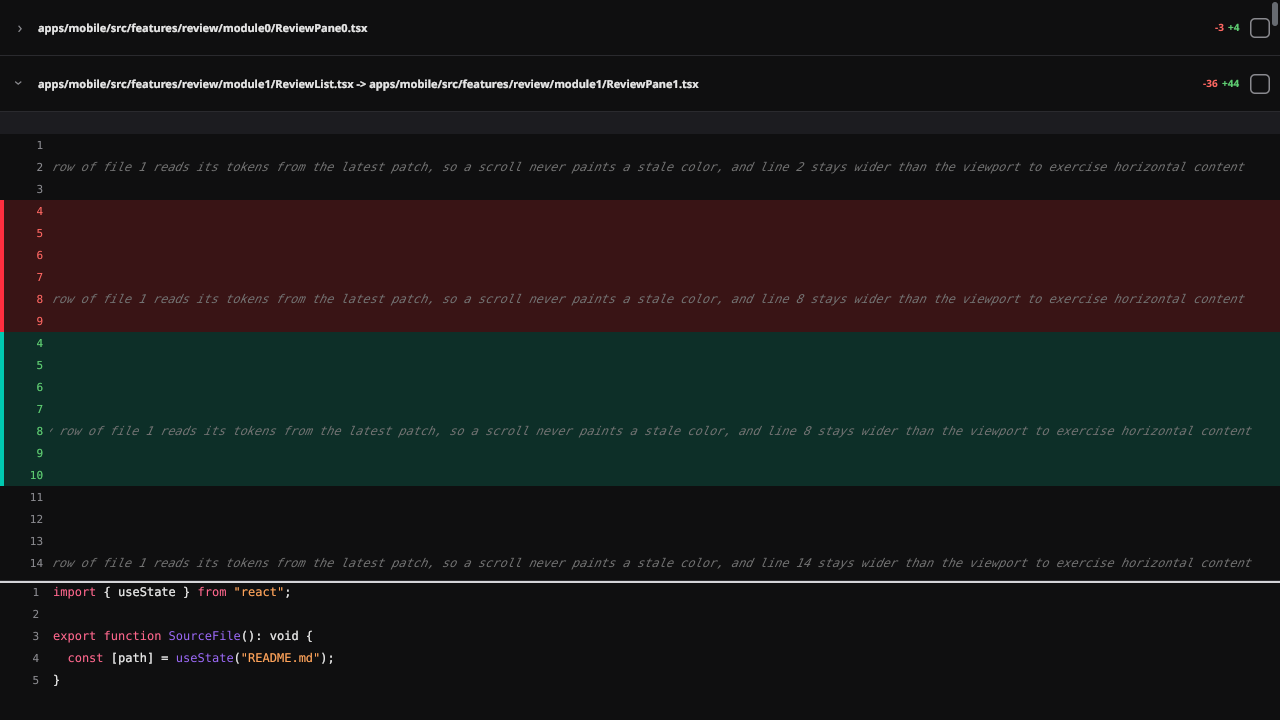 apps/mobile/src/features/review/module0/ReviewPane0.tsx -3 +4
apps/mobile/src/features/review/module1/ReviewList.tsx -> apps/mobile/src/features/review/module1/ReviewPane1.tsx -36 +44
1
2 row of file 1 reads its tokens from the latest patch, so a scroll never paints a stale color, and line 2 stays wider than the viewport to exercise horizontal content
3
4
5
6
7
8 row of file 1 reads its tokens from the latest patch, so a scroll never paints a stale color, and line 8 stays wider than the viewport to exercise horizontal content
9
4
5
6
7
8 row of file 1 reads its tokens from the latest patch, so a scroll never paints a stale color, and line 8 stays wider than the viewport to exercise horizontal content
9
10
11
12
13
14 row of file 1 reads its tokens from the latest patch, so a scroll never paints a stale color, and line 14 stays wider than the viewport to exercise horizontal content
1 import { useState } from "react";
2
3 export function SourceFile(): void {
4 const [path] = useState("README.md");
5 }